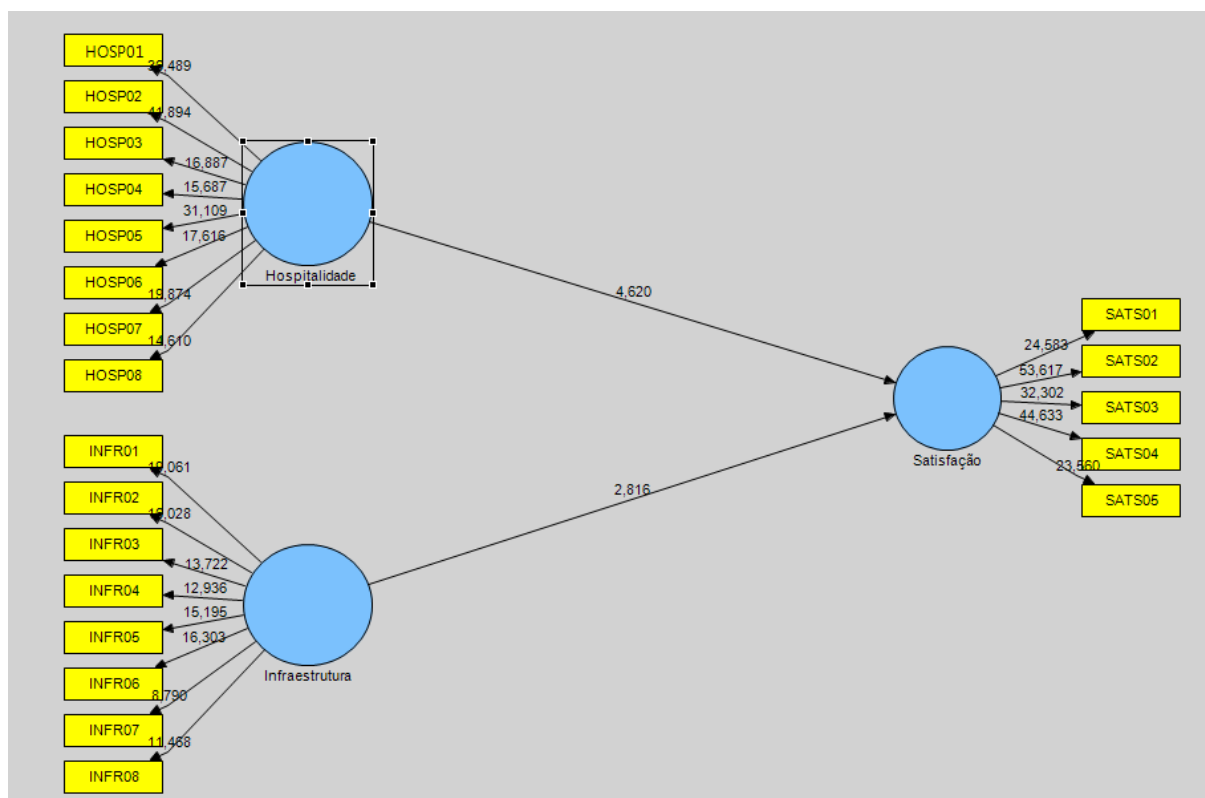 HOSP01
HOSP02
41,894
HOSP03
16,887
HOSP04
15,687
31,109
HOSP05
17,616
HOSP06
19,874
HOSP07
14,610
HOSP08
Hospitalidade
4,620
INFR01
INFR02
INFR03
13,722
INFR04
12,936
15,195
INFR05
16,303
INFR06
8,790
INFR07
11,468
INFR08
Infraestrutura
2,816
SATS01
24,583
SATS02
53,617
32,302
SATS03
44,633
SATS04
23,560
SATS05
Satisfação